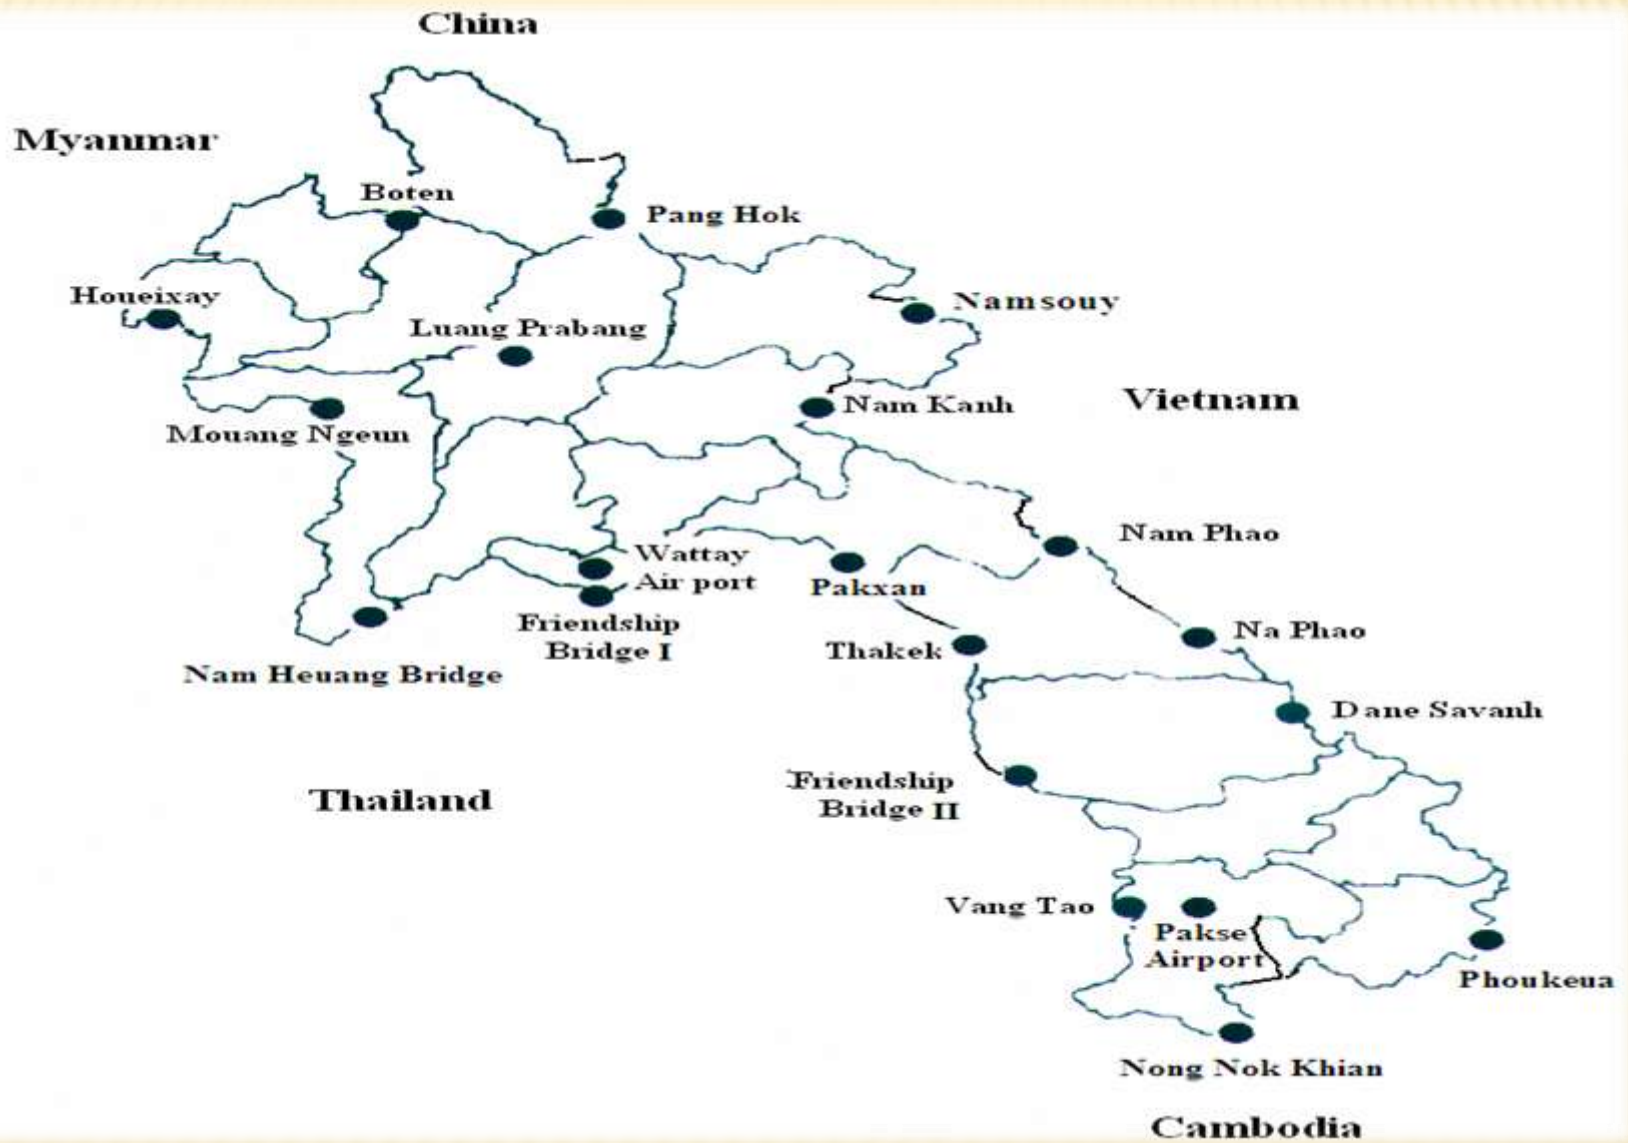 China
Myanmar
Boten
Pang Hok
Houeixay
Namsouy
Luang Prabang
Nam Kanh
Vietnam
Mouang Ngeun
Nam Phao
Wattay
Air port
Pakxan
Friendship
Bridge I
Thakek
Na Phao
Nam Heuang Bridge
Dane Savanh
Friendship
Bridge II
Thailand
Vang Tao
Pakse
Airport
Phoukeua
Nong Nok Khian
Cambodia